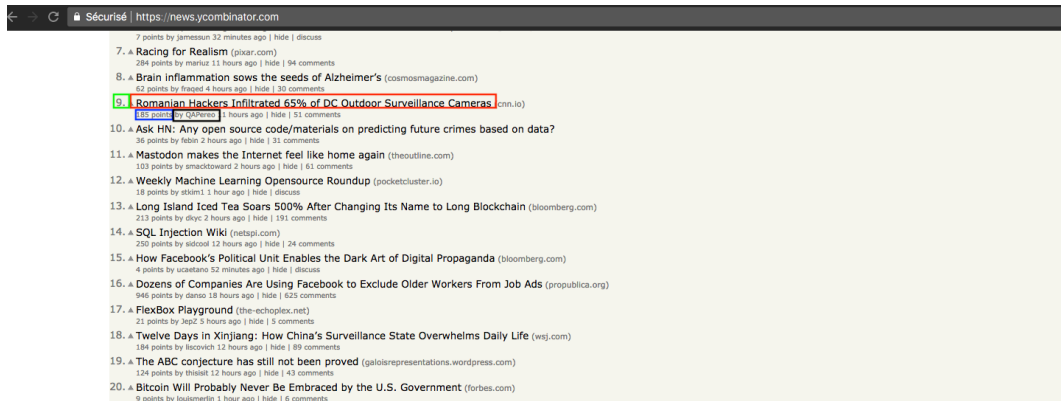 Sécurisé | https://news.ycombinator.com
7 points by jamessun 32 minutes ago | hide | discuss
7. Racing for Realism (pixar.com)
284 points by mariuz 11 hours ago | hide | 94 comments
8. Brain inflammation sows the seeds of Alzheimer's (cosmosmagazine.com)
62 points by fraqed 4 hours ago | hide | 30 comments
9. Romanian Hackers Infiltrated 65% of DC Outdoor Surveillance Cameras (cnn.io)
185 points by QAPereo 11 hours ago | hide | 51 comments
10. Ask HN: Any open source code/materials on predicting future crimes based on data?
36 points by febin 2 hours ago | hide | 31 comments
11. Mastodon makes the Internet feel like home again (theoutline.com)
103 points by smacktoward 2 hours ago | hide | 61 comments
12. Weekly Machine Learning Opensource Roundup (pocketcluster.io)
18 points by stkim1 1 hour ago | hide | discuss
13. Long Island Iced Tea Soars 500% After Changing Its Name to Long Blockchain (bloomberg.com)
213 points by dkyc 2 hours ago | hide | 191 comments
14. SQL Injection Wiki (netspi.com)
250 points by sidcool 12 hours ago | hide | 24 comments
15. How Facebook's Political Unit Enables the Dark Art of Digital Propaganda (bloomberg.com)
4 points by ucaetano 52 minutes ago | hide | discuss
16. Dozens of Companies Are Using Facebook to Exclude Older Workers From Job Ads (propublica.org)
946 points by danso 18 hours ago | hide | 625 comments
17. FlexBox Playground (the-echoplex.net)
21 points by JepZ 5 hours ago | hide | 5 comments
18. Twelve Days in Xinjiang: How China's Surveillance State Overwhelms Daily Life (wsj.com)
184 points by liscovich 12 hours ago | hide | 89 comments
19. The ABC conjecture has still not been proved (galoisrepresentations.wordpress.com)
124 points by thisisit 12 hours ago | hide | 43 comments
20. Bitcoin Will Probably Never Be Embraced by the U.S. Government (forbes.com)
9 points by louismerlin 1 hour ago | hide | 6 comments